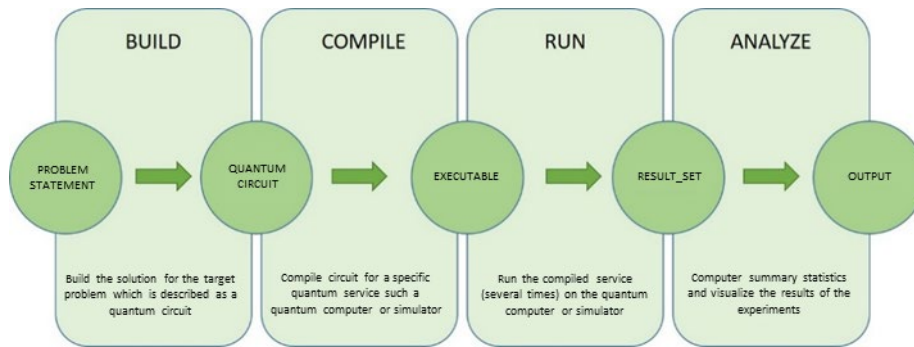 BUILD
COMPILE
RUN
ANALYZE
PROBLEM
STATEMENT
QUANTUM
CIRCUIT
EXECUTABLE
RESULT_SET
OUTPUT
Build the solution for the target
problem which is described as a
quantum circuit
Compile circuit for a specific
quantum service such a
quantum computer or simulator
Run the compiled service
(several times) on the quantum
computer or simulator
Computer summary statistics
and visualize the results of the
experiments